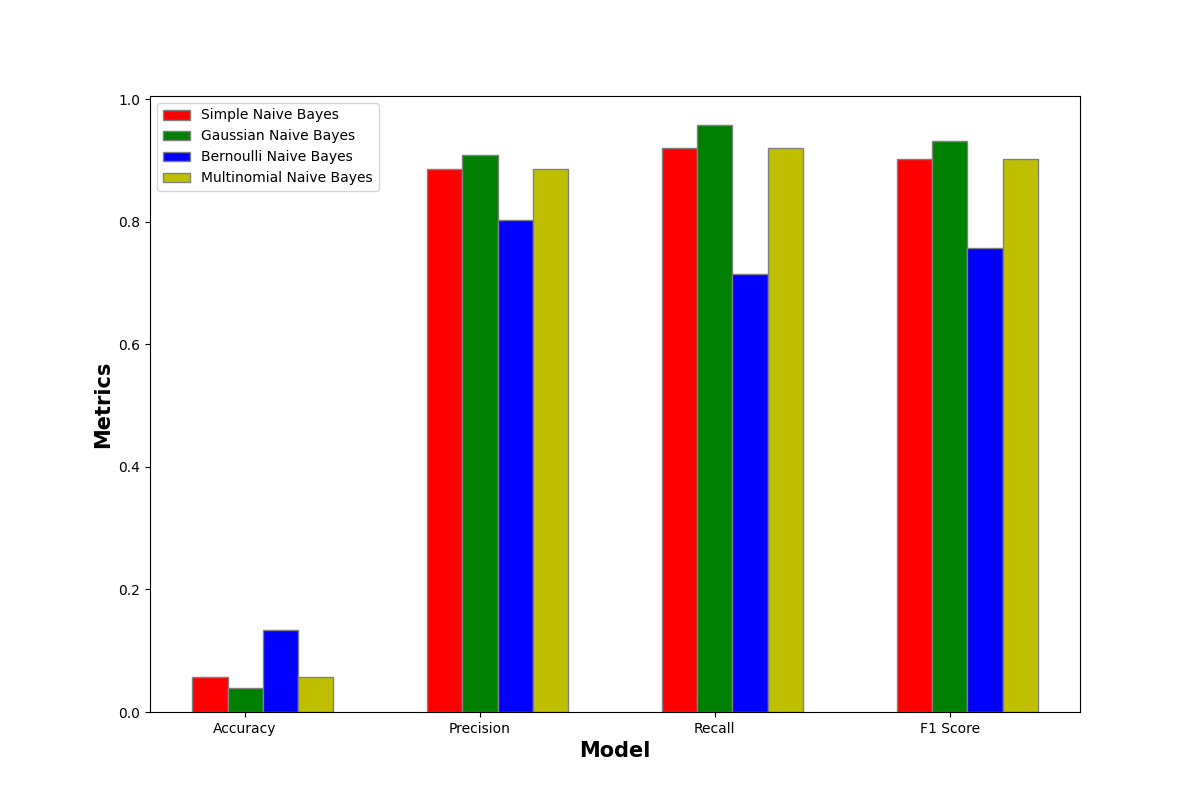 Simple Naive Bayes
Gaussian Naive Bayes
Bernoulli Naive Bayes
Multinomial Naive Bayes
1.0
0.8
0.6
0.4
0.2
0.0
Metrics
Accuracy Precision Recall F1 Score
Model